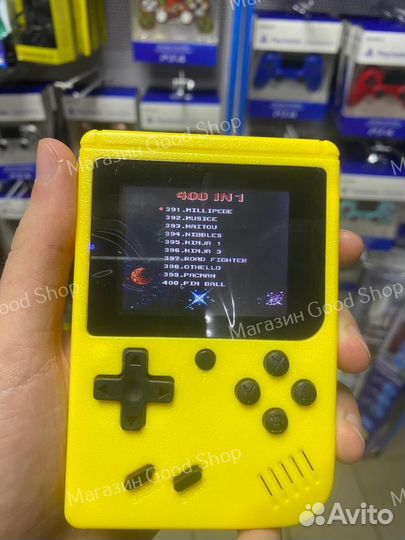 Магазин Good Shop
PS4
PlayStation
400 IN 1
391.MILLIPEDE
392.MUSICE
393.NAITOU
394.NIBBLES
395.NINJA 1
396.NINJA 3
397.ROAD FIGHTER
398.OTHELLO
399.PACMAN
400.PIN BALL
Магазин Good Shop
Магазин Good Shop
Магазин Good Shop
Avito